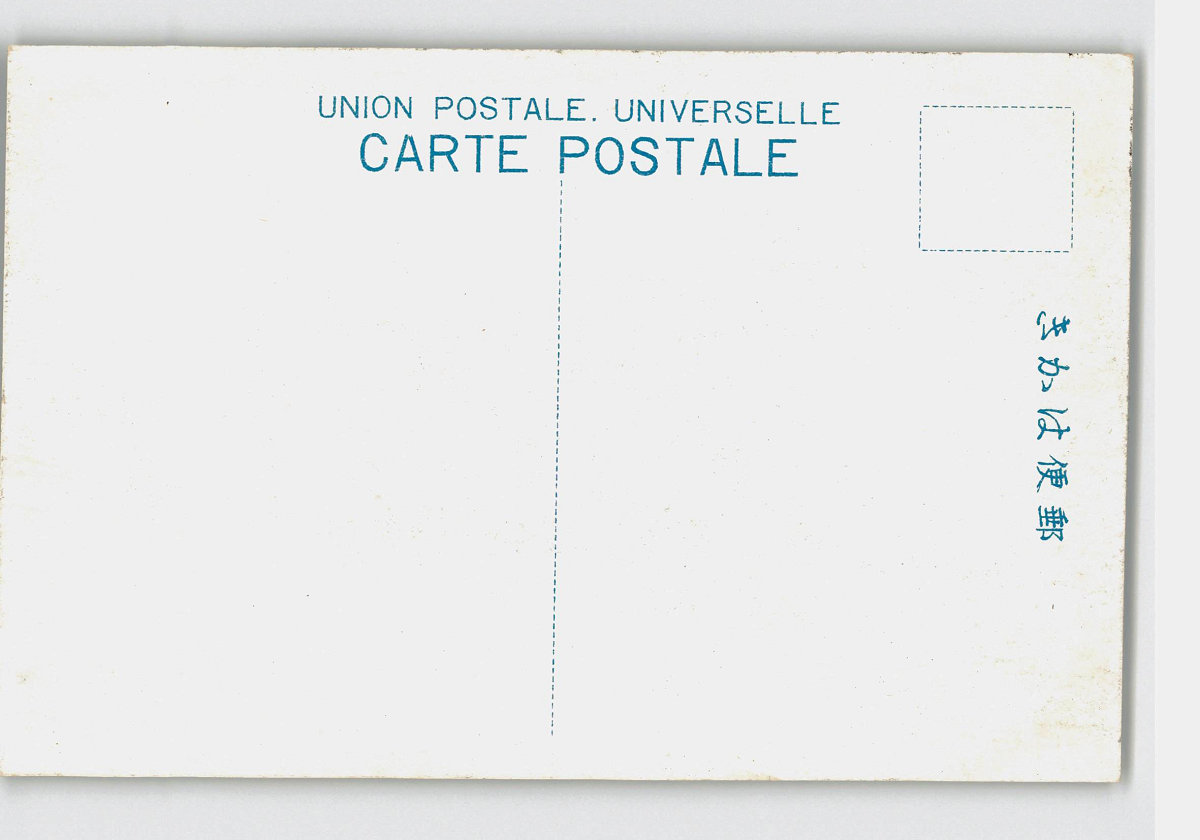 UNION POSTALE. UNIVERSELLE
CARTE POSTALE
郵便はかき